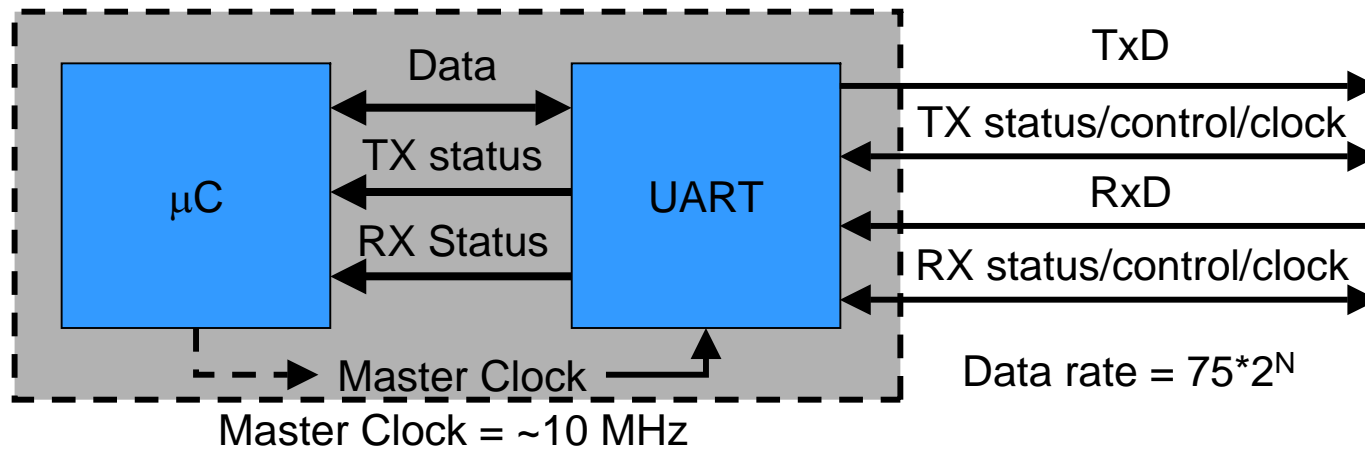 Data
TX status
RX Status
μC
UART
Master Clock
Master Clock = ~10 MHz
TxD
TX status/control/clock
RxD
RX status/control/clock
Data rate = 75*2ᴺ